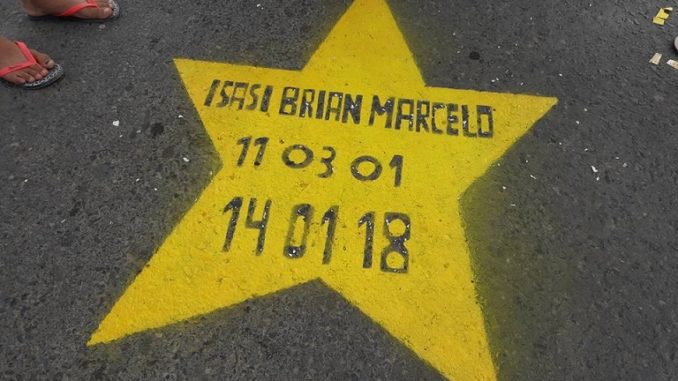 ISASI BRIAN MARCELO
11 03 01
14 01 18